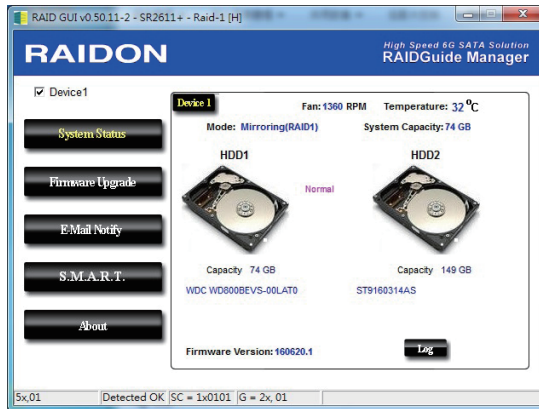 RAID GUI v0.50.11-2 - SR2611+ - Raid-1 [H]
RAIDON
High Speed 6G SATA Solution
RAIDGuide Manager
Device1
System Status
Firmware Upgrade
E-Mail Notify
S.M.A.R.T.
About
Device 1
Fan: 1360 RPM Temperature: 32 °C
Mode: Mirroring(RAID1) System Capacity: 74 GB
HDD1 HDD2
Normal
Capacity 74 GB Capacity 149 GB
WDC WD800BEVS-00LAT0 ST9160314AS
Firmware Version: 160620.1 Log
5x,01 Detected OK SC = 1x0101 G = 2x, 01